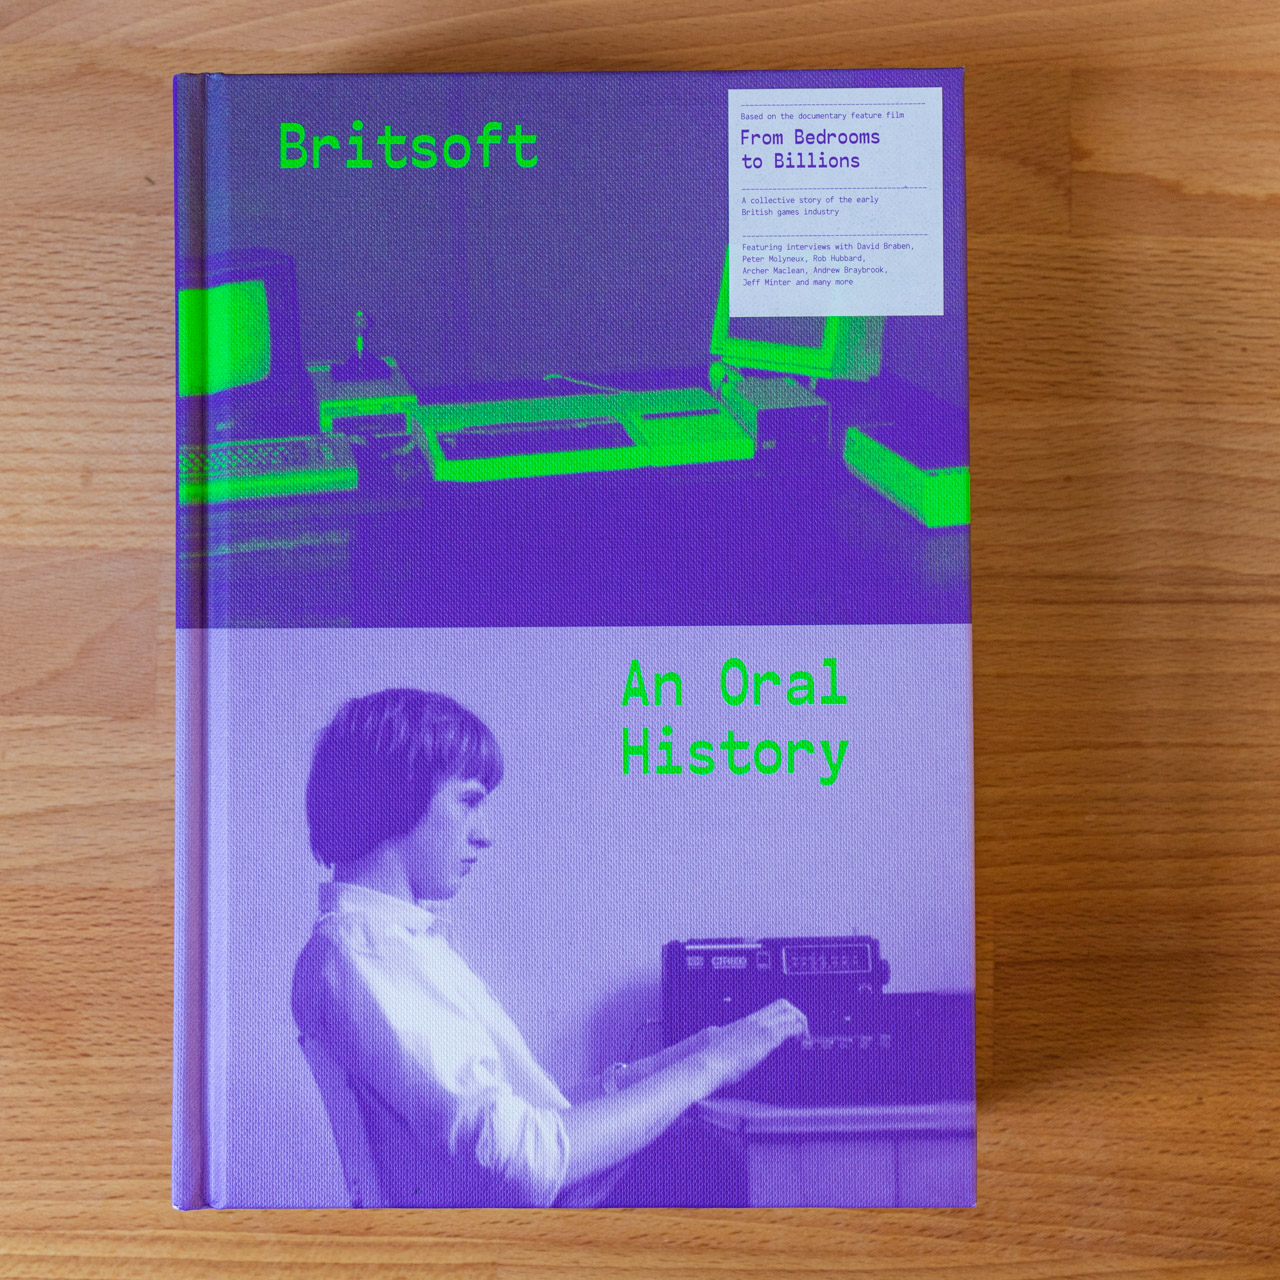 Britsoft
Based on the documentary feature film
From Bedrooms
to Billions
A collective story of the early
British games industry
Featuring interviews with David Braben,
Peter Molyneux, Rob Hubbard,
Archer Maclean, Andrew Braybrook,
Jeff Minter and many more
An Oral
History